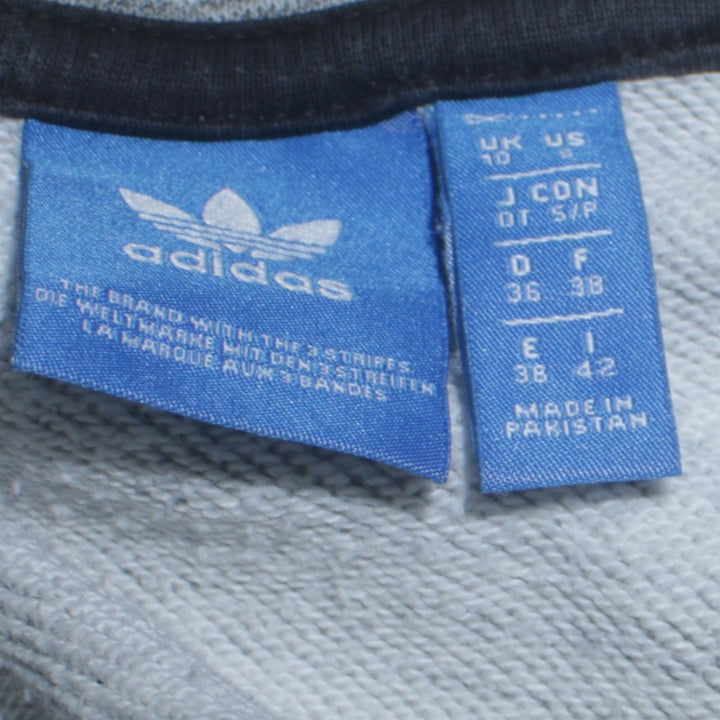 adidas
THE BRAND WITH THE 3 STRIPES
DIE WELTMARKE MIT DEN 3 STREIFEN
LA MARQUE AUX 3 BANDES
UK US
10 S
J CDN
OT S/P
D F
36 38
E I
38 42
MADE IN
PAKISTAN